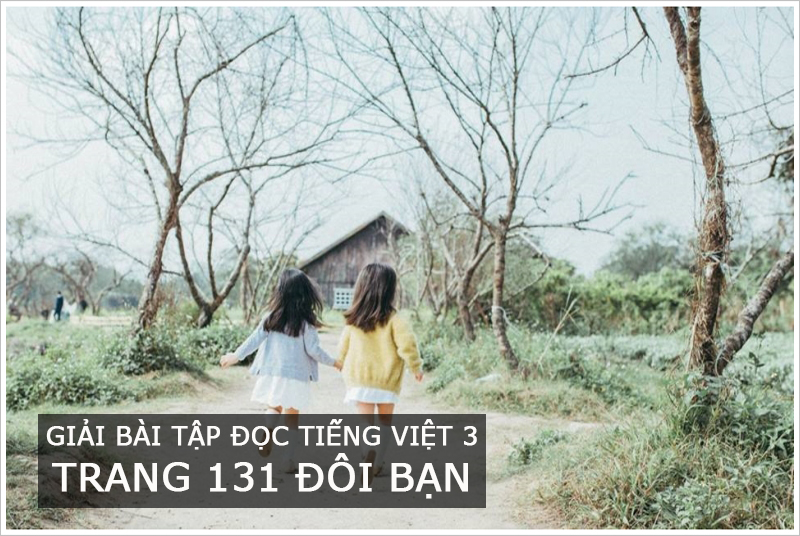 GIẢI BÀI TẬP ĐỌC TIẾNG VIỆT 3
TRANG 131 ĐÔI BẠN